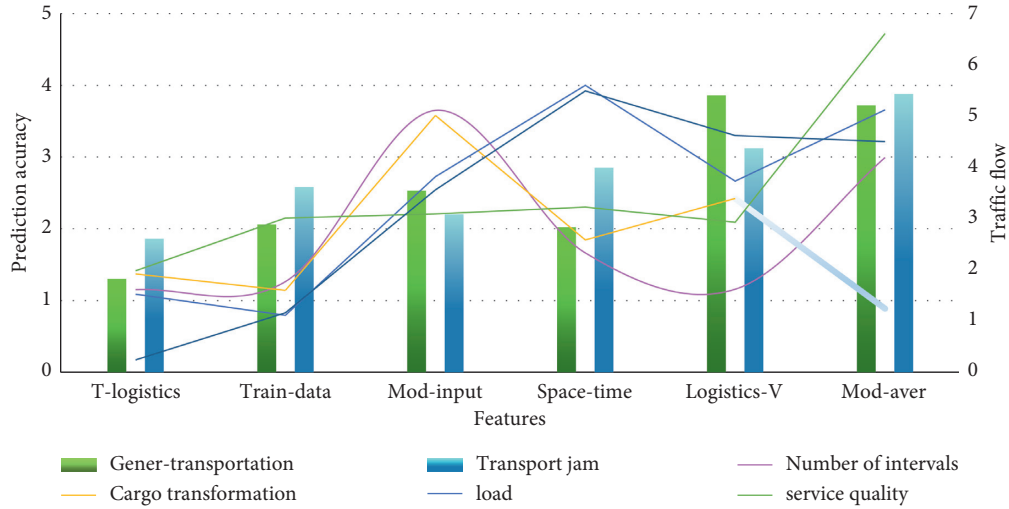 Prediction acuracy
5
4
3
2
1
0
7
6
5
4
3
2
1
0
Traffic flow
T-logistics Train-data Mod-input Space-time Logistics-V Mod-aver
Features
Gener-transportation Transport jam Number of intervals
Cargo transformation load service quality